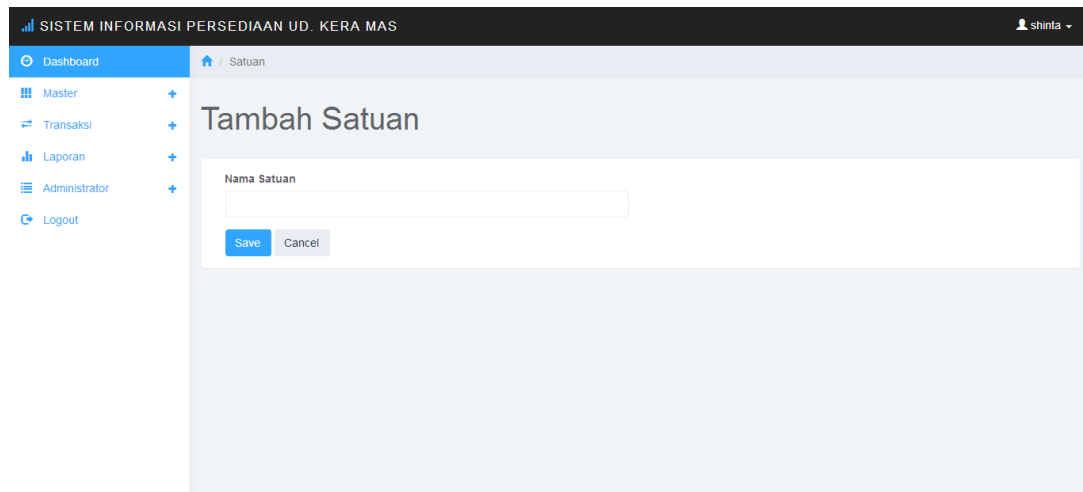 SISTEM INFORMASI PERSEDIAAN UD. KERA MAS
shinta
Dashboard
/ Satuan
Master +
Transaksi +
Laporan +
Administrator +
Logout
Tambah Satuan
Nama Satuan
Save Cancel